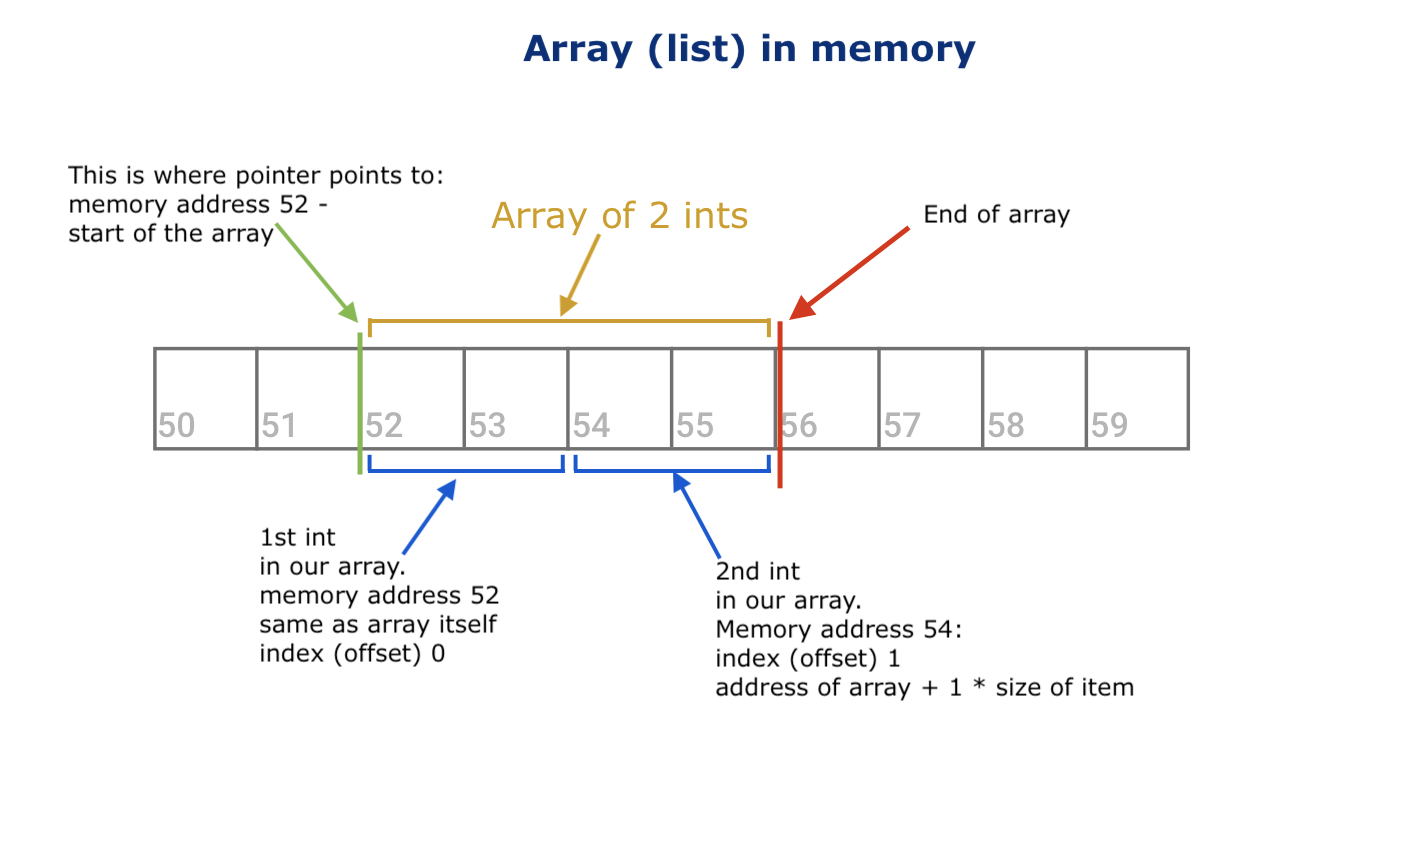 Array (list) in memory
This is where pointer points to:
memory address 52 -
start of the array
Array of 2 ints
End of array
50 51 52 53 54 55 56 57 58 59
1st int
in our array.
memory address 52
same as array itself
index (offset) 0
2nd int
in our array.
Memory address 54:
index (offset) 1
address of array + 1 * size of item